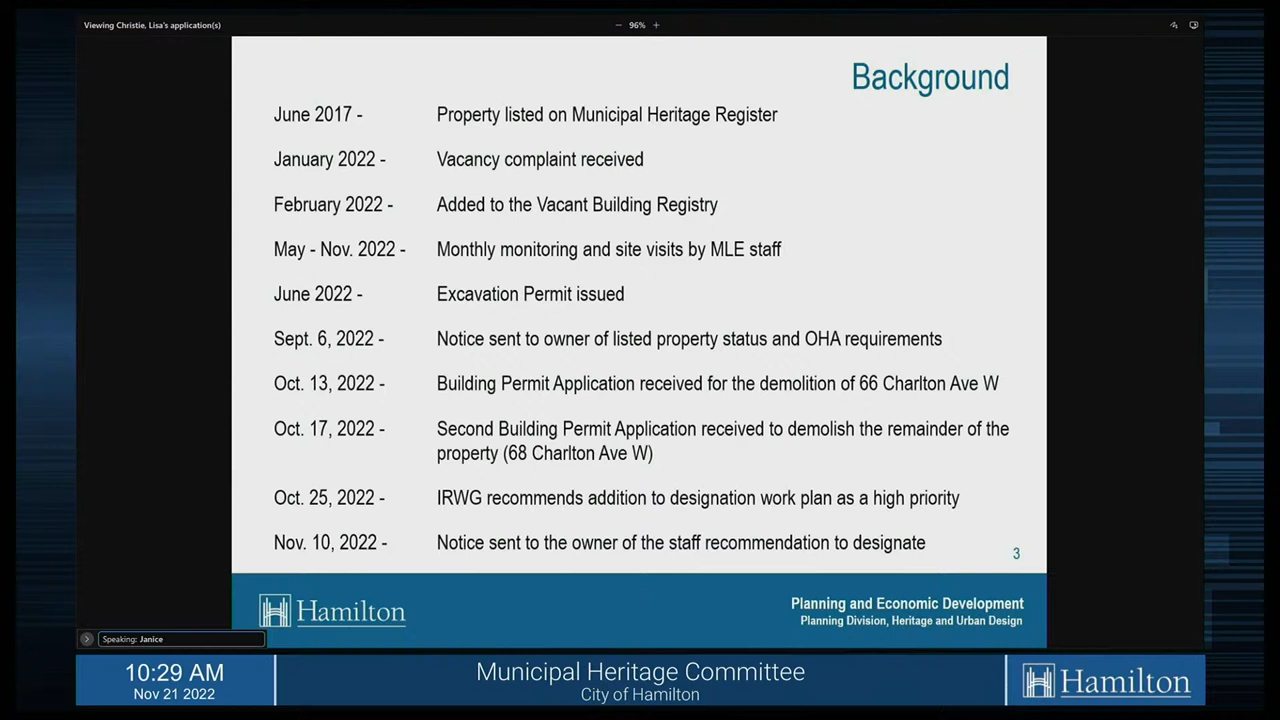 Viewing Christie, Lisa's application(s)
− 96% +
Background
June 2017 - Property listed on Municipal Heritage Register
January 2022 - Vacancy complaint received
February 2022 - Added to the Vacant Building Registry
May - Nov. 2022 - Monthly monitoring and site visits by MLE staff
June 2022 - Excavation Permit issued
Sept. 6, 2022 - Notice sent to owner of listed property status and OHA requirements
Oct. 13, 2022 - Building Permit Application received for the demolition of 66 Charlton Ave W
Oct. 17, 2022 - Second Building Permit Application received to demolish the remainder of the
property (68 Charlton Ave W)
Oct. 25, 2022 - IRWG recommends addition to designation work plan as a high priority
Nov. 10, 2022 - Notice sent to the owner of the staff recommendation to designate
3
Hamilton
Planning and Economic Development
Planning Division, Heritage and Urban Design
Speaking: Janice
10:29 AM
Nov 21 2022
Municipal Heritage Committee
City of Hamilton
Hamilton